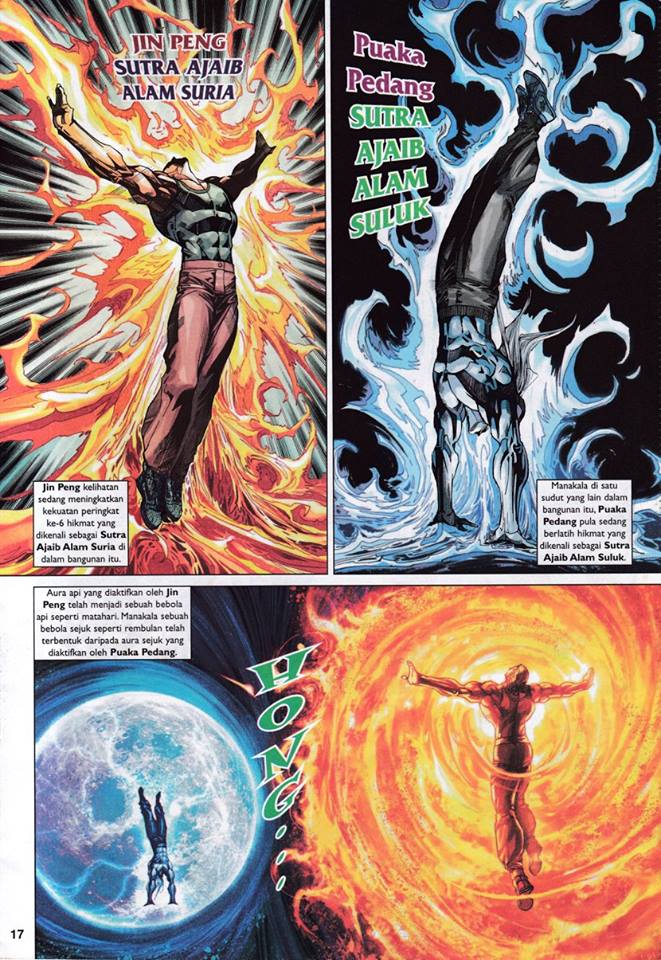 JIN PENG
SUTRA AJAIB
ALAM SURIA
Puaka
Pedang
SUTRA
AJAIB
ALAM
SULUK
Jin Peng kelihatan
sedang meningkatkan
kekuatan peringkat
ke-6 hikmat yang
dikenali sebagai Sutra
Ajaib Alam Suria di
dalam bangunan itu.
Manakala di satu
sudut yang lain dalam
bangunan itu, Puaka
Pedang pula sedang
berlatih hikmat yang
dikenali sebagai Sutra
Ajaib Alam Suluk.
Aura api yang diaktifkan oleh Jin
Peng telah menjadi sebuah bebola
api seperti matahari. Manakala sebuah
bebola sejuk seperti rembulan telah
terbentuk daripada aura sejuk yang
diaktifkan oleh Puaka Pedang.
HONG...
17